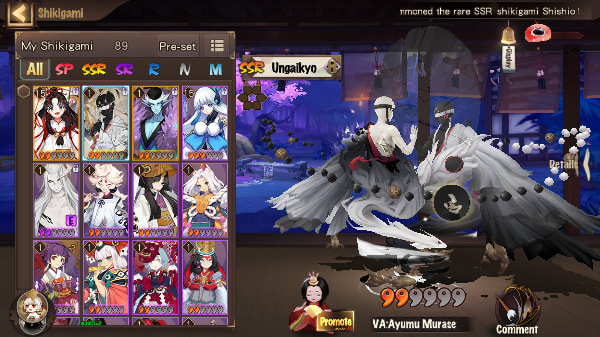 Shikigami
mmoned the rare SSR shikigami Shishio!
My Shikigami 89 Pre-set
All SP SSR SR R N M
SSR Ungaikyo
Display
Detail
Promote
VA:Ayumu Murase
Comment